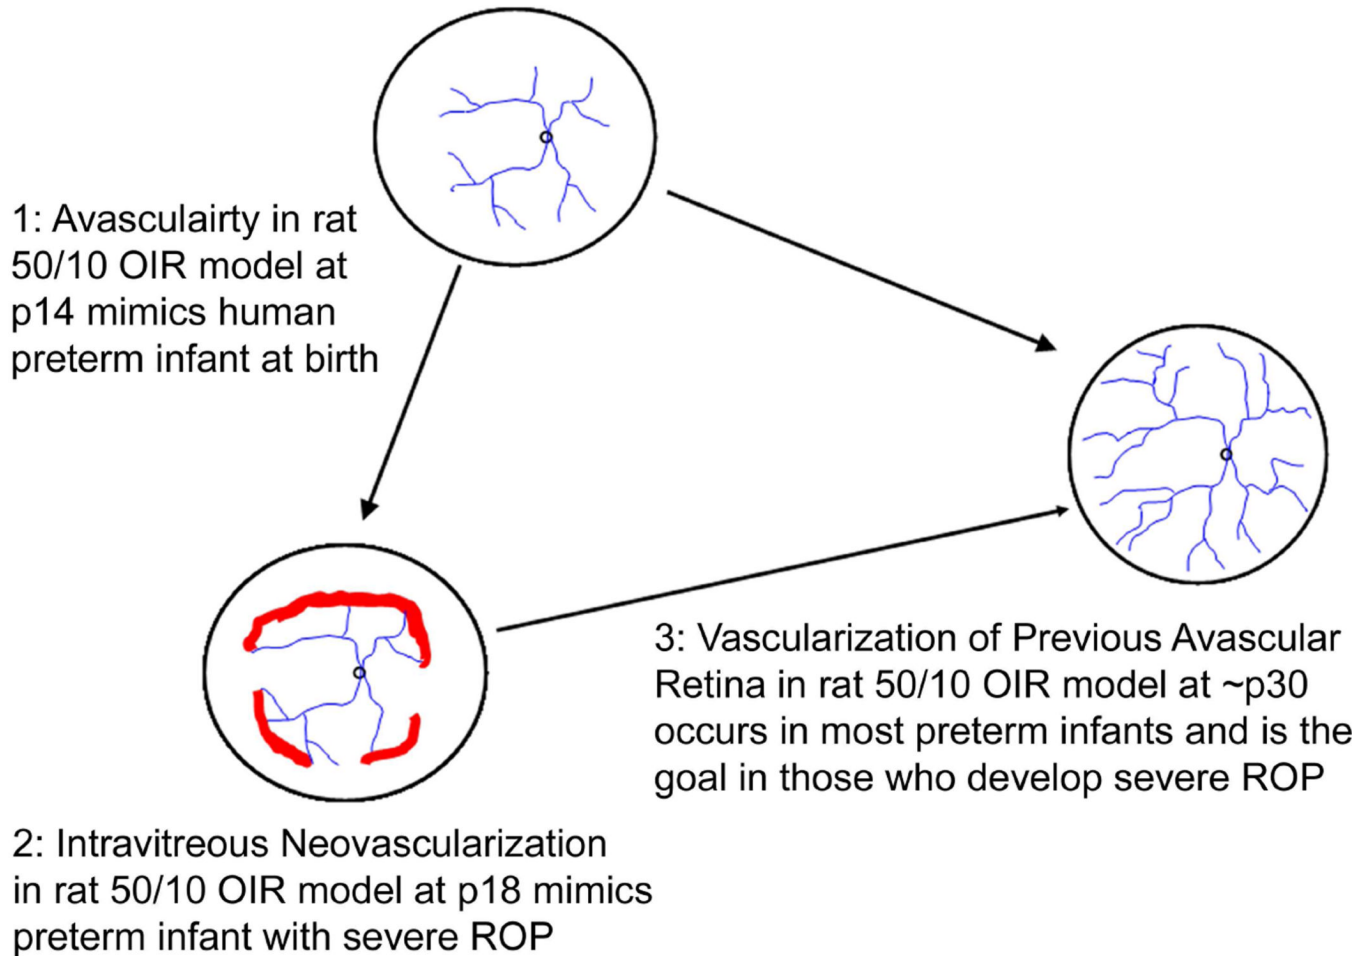 1: Avasculairty in rat
50/10 OIR model at
p14 mimics human
preterm infant at birth
2: Intravitreous Neovascularization
in rat 50/10 OIR model at p18 mimics
preterm infant with severe ROP
3: Vascularization of Previous Avascular
Retina in rat 50/10 OIR model at ~p30
occurs in most preterm infants and is the
goal in those who develop severe ROP